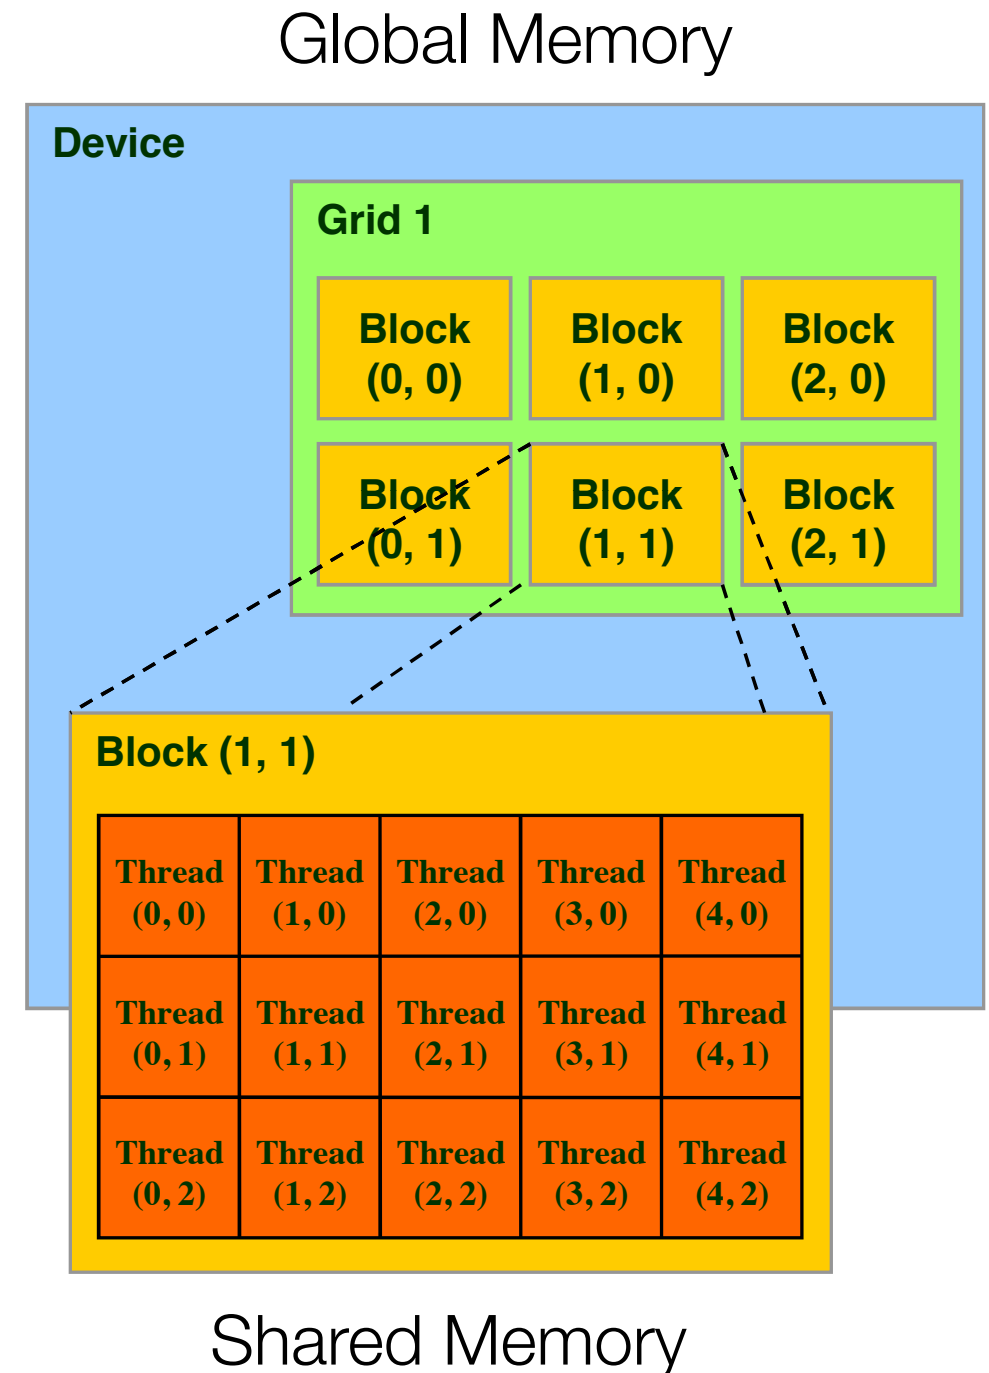 Global Memory
Device
Grid 1
Block Block Block
(0, 0) (1, 0) (2, 0)
Block Block Block
(0, 1) (1, 1) (2, 1)
Block (1, 1)
Thread Thread Thread Thread Thread
(0, 0) (1, 0) (2, 0) (3, 0) (4, 0)
Thread Thread Thread Thread Thread
(0, 1) (1, 1) (2, 1) (3, 1) (4, 1)
Thread Thread Thread Thread Thread
(0, 2) (1, 2) (2, 2) (3, 2) (4, 2)
Shared Memory